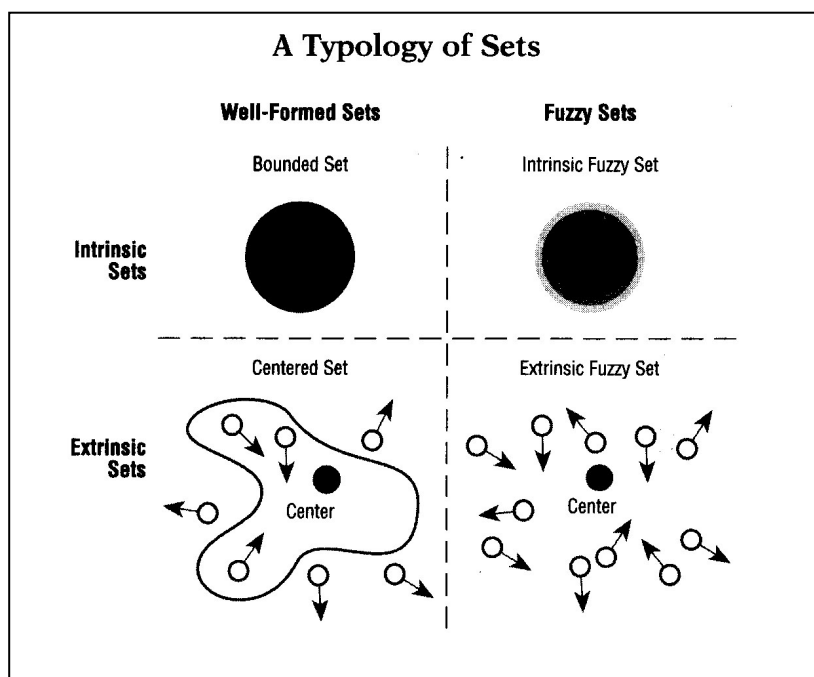 A Typology of Sets
Well-Formed Sets
Fuzzy Sets
Bounded Set
Intrinsic Fuzzy Set
Intrinsic
Sets
Centered Set
Extrinsic Fuzzy Set
Extrinsic
Sets
Center
Center